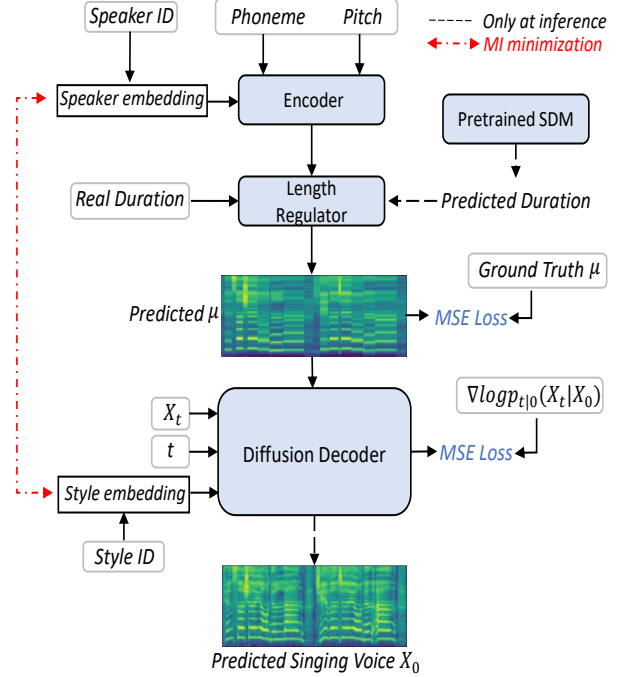 Speaker ID
Phoneme
Pitch
Only at inference
MI minimization
Speaker embedding
Encoder
Pretrained SDM
Real Duration
Length
Regulator
Predicted Duration
Ground Truth μ
Predicted μ
MSE Loss
∇logp_{t|0}(X_t|X_0)
X_t
t
Diffusion Decoder
MSE Loss
Style embedding
Style ID
Predicted Singing Voice X_0